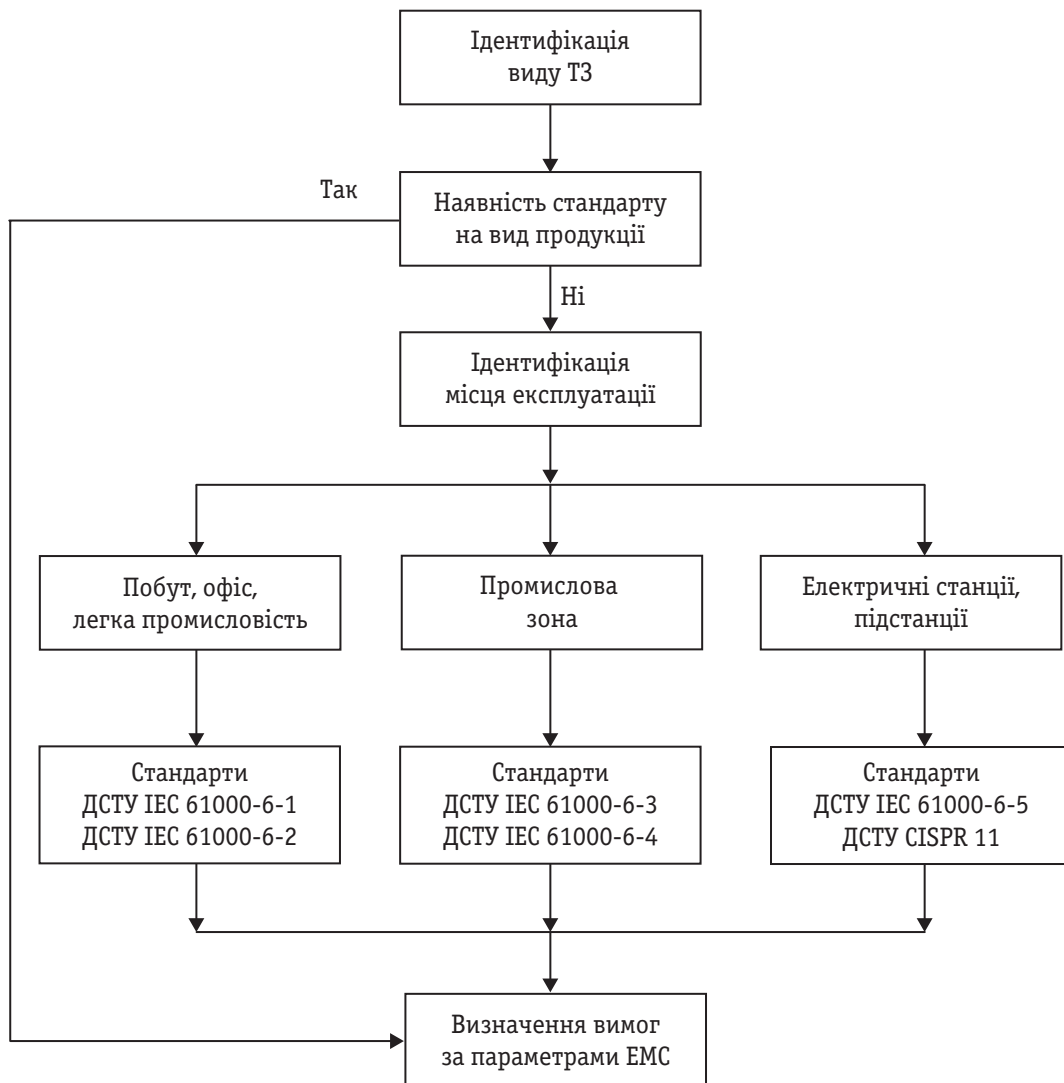 Ідентифікація
виду ТЗ
Так
Наявність стандарту
на вид продукції
Ні
Ідентифікація
місця експлуатації
Побут, офіс,
легка промисловість
Промислова
зона
Електричні станції,
підстанції
Стандарти
ДСТУ IEC 61000-6-1
ДСТУ IEC 61000-6-2
Стандарти
ДСТУ IEC 61000-6-3
ДСТУ IEC 61000-6-4
Стандарти
ДСТУ IEC 61000-6-5
ДСТУ CISPR 11
Визначення вимог
за параметрами ЕМС